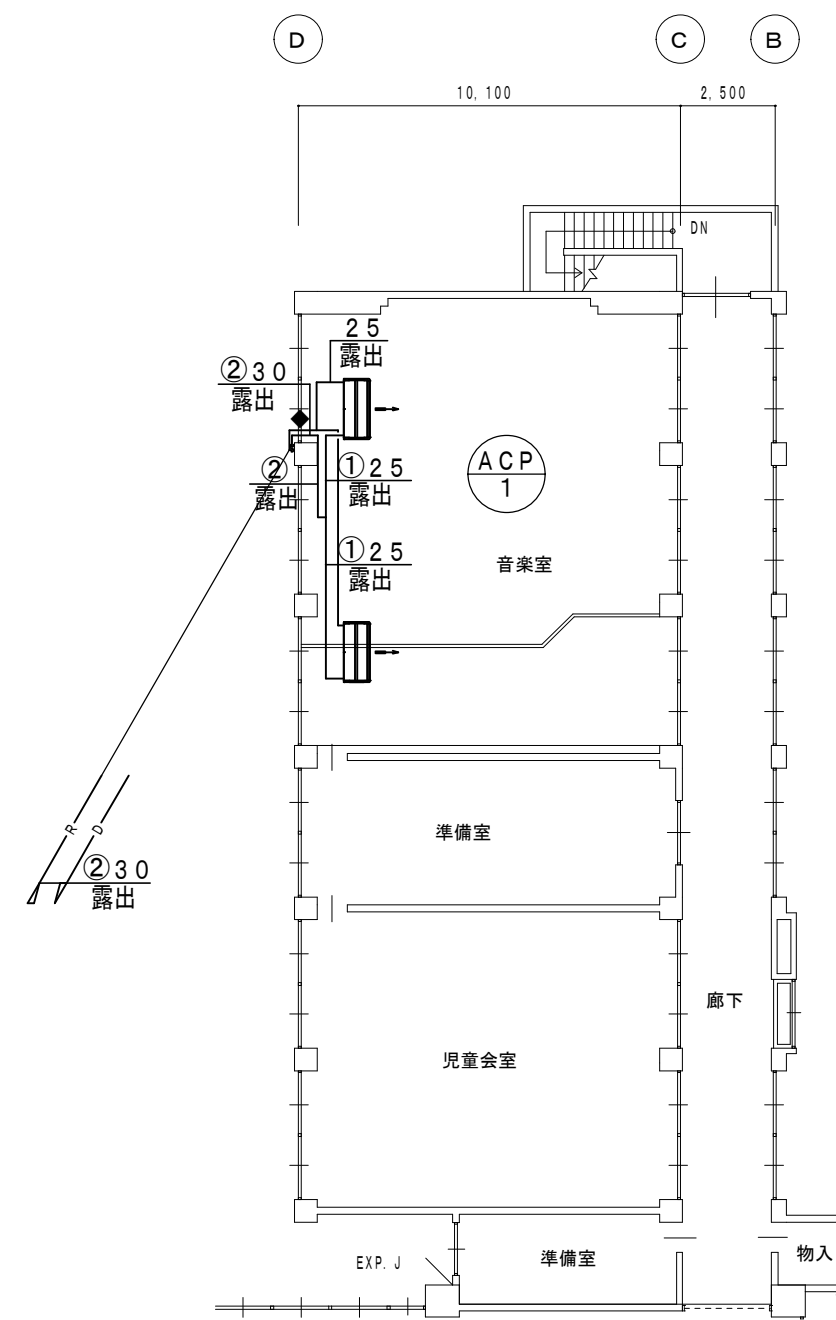 D
C
B
10,100
2,500
DN
25
露出
②30
露出
ACP
1
②
露出
①25
露出
①25
露出
音楽室
準備室
R
D
②30
露出
廊下
児童会室
EXP. J
準備室
物入